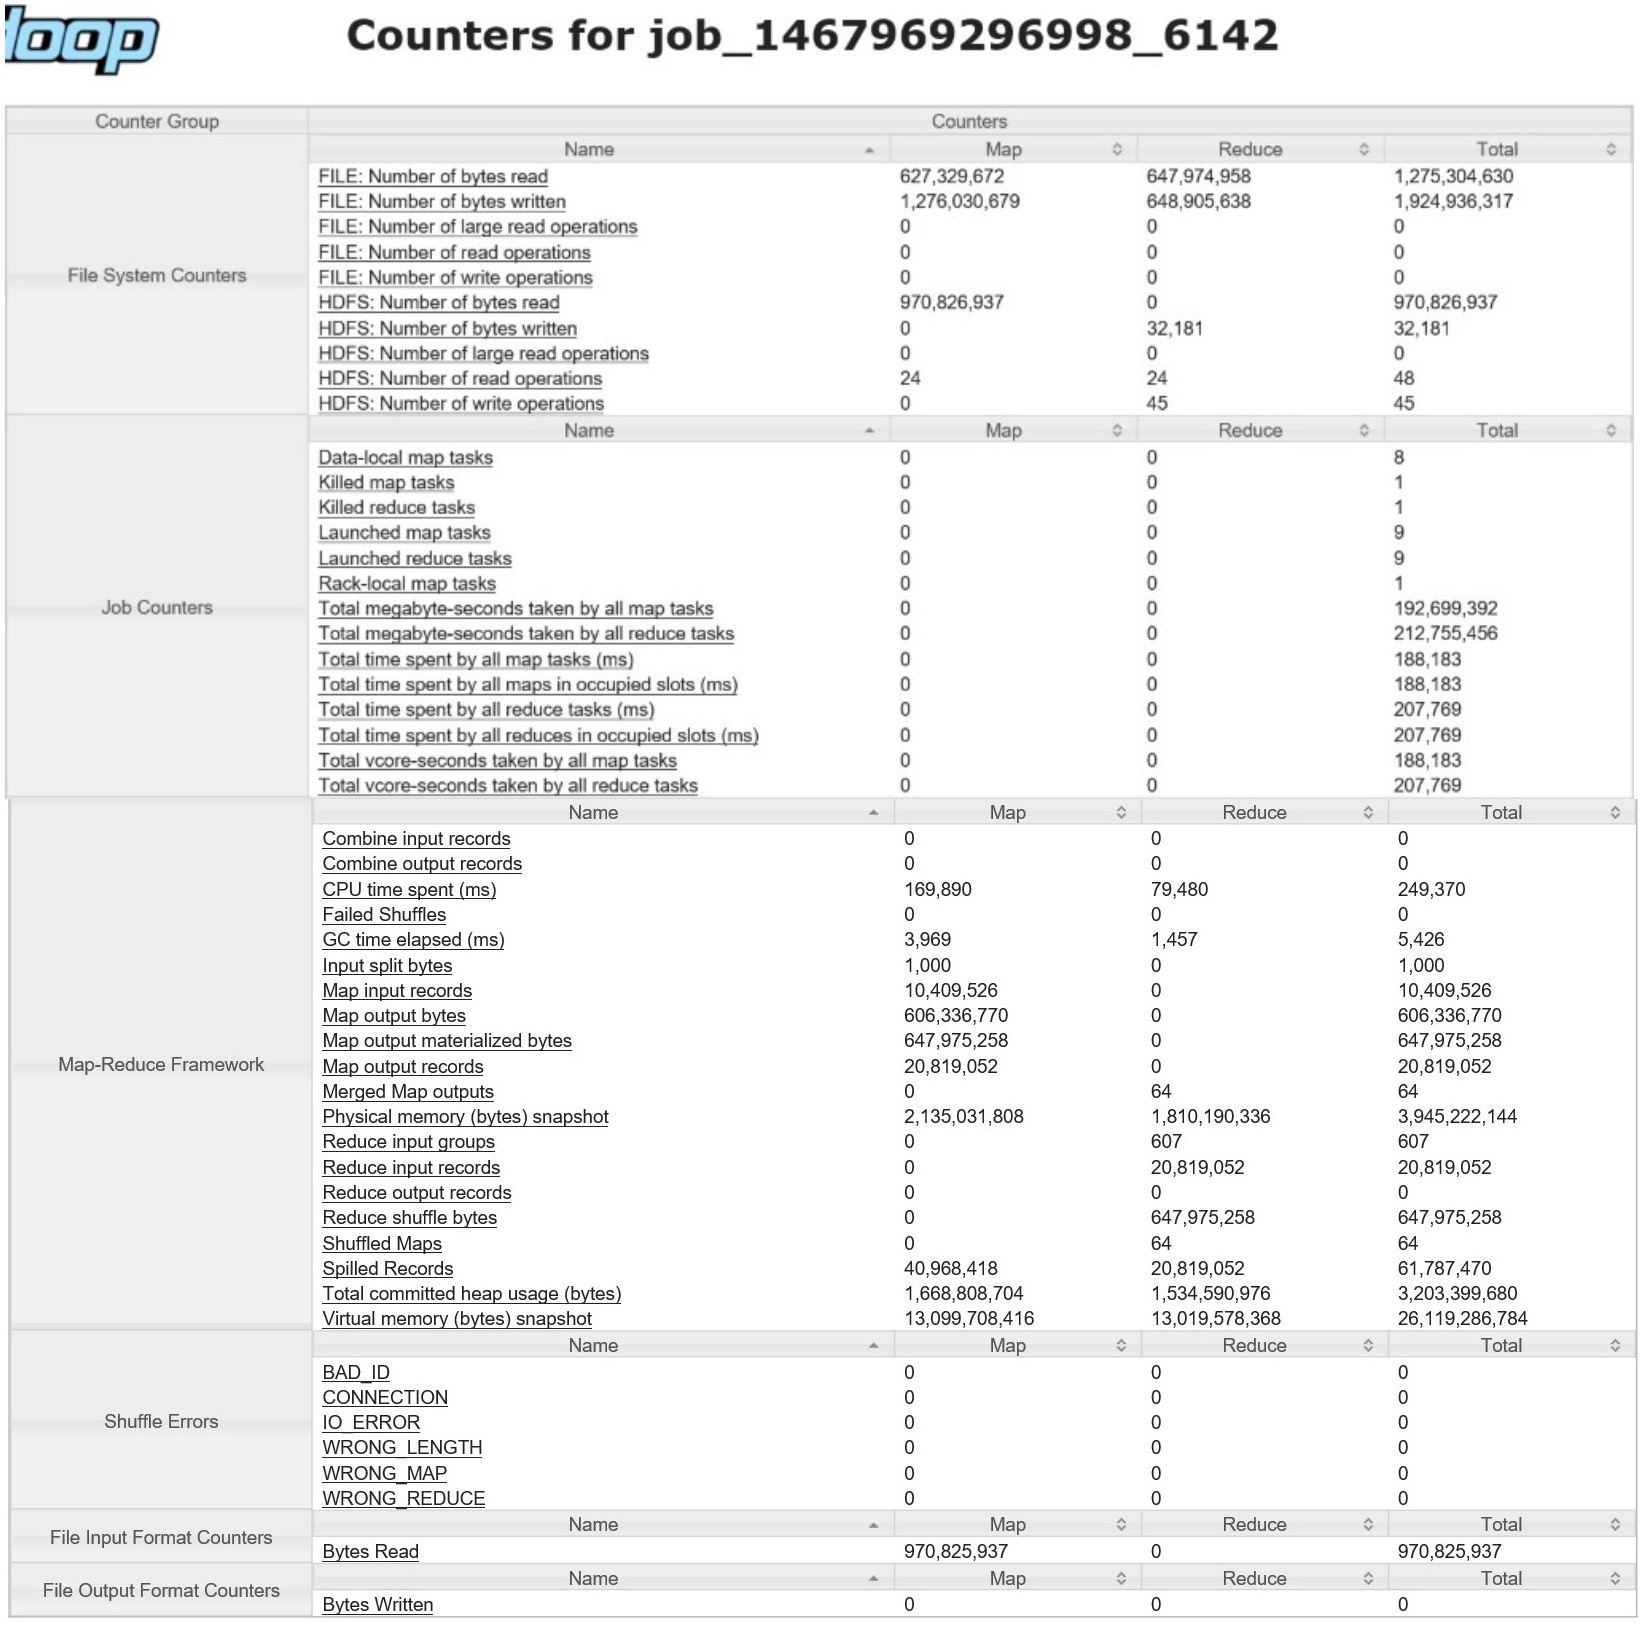 loop
Counters for job_1467969296998_6142
Counter Group Counters
File System Counters
Name Map Reduce Total
FILE: Number of bytes read 627,329,672 647,974,958 1,275,304,630
FILE: Number of bytes written 1,276,030,679 648,905,638 1,924,936,317
FILE: Number of large read operations 0 0 0
FILE: Number of read operations 0 0 0
FILE: Number of write operations 0 0 0
HDFS: Number of bytes read 970,826,937 0 970,826,937
HDFS: Number of bytes written 0 32,181 32,181
HDFS: Number of large read operations 0 0 0
HDFS: Number of read operations 24 24 48
HDFS: Number of write operations 0 45 45
Job Counters
Name Map Reduce Total
Data-local map tasks 0 0 8
Killed map tasks 0 0 1
Killed reduce tasks 0 0 1
Launched map tasks 0 0 9
Launched reduce tasks 0 0 9
Rack-local map tasks 0 0 1
Total megabyte-seconds taken by all map tasks 0 0 192,699,392
Total megabyte-seconds taken by all reduce tasks 0 0 212,755,456
Total time spent by all map tasks (ms) 0 0 188,183
Total time spent by all maps in occupied slots (ms) 0 0 188,183
Total time spent by all reduce tasks (ms) 0 0 207,769
Total time spent by all reduces in occupied slots (ms) 0 0 207,769
Total vcore-seconds taken by all map tasks 0 0 188,183
Total vcore-seconds taken by all reduce tasks 0 0 207,769
Map-Reduce Framework
Name Map Reduce Total
Combine input records 0 0 0
Combine output records 0 0 0
CPU time spent (ms) 169,890 79,480 249,370
Failed Shuffles 0 0 0
GC time elapsed (ms) 3,969 1,457 5,426
Input split bytes 1,000 0 1,000
Map input records 10,409,526 0 10,409,526
Map output bytes 606,336,770 0 606,336,770
Map output materialized bytes 647,975,258 0 647,975,258
Map output records 20,819,052 0 20,819,052
Merged Map outputs 0 64 64
Physical memory (bytes) snapshot 2,135,031,808 1,810,190,336 3,945,222,144
Reduce input groups 0 607 607
Reduce input records 0 20,819,052 20,819,052
Reduce output records 0 0 0
Reduce shuffle bytes 0 647,975,258 647,975,258
Shuffled Maps 0 64 64
Spilled Records 40,968,418 20,819,052 61,787,470
Total committed heap usage (bytes) 1,668,808,704 1,534,590,976 3,203,399,680
Virtual memory (bytes) snapshot 13,099,708,416 13,019,578,368 26,119,286,784
Shuffle Errors
Name Map Reduce Total
BAD_ID 0 0 0
CONNECTION 0 0 0
IO_ERROR 0 0 0
WRONG_LENGTH 0 0 0
WRONG_MAP 0 0 0
WRONG_REDUCE 0 0 0
File Input Format Counters
Name Map Reduce Total
Bytes Read 970,825,937 0 970,825,937
File Output Format Counters
Name Map Reduce Total
Bytes Written 0 0 0